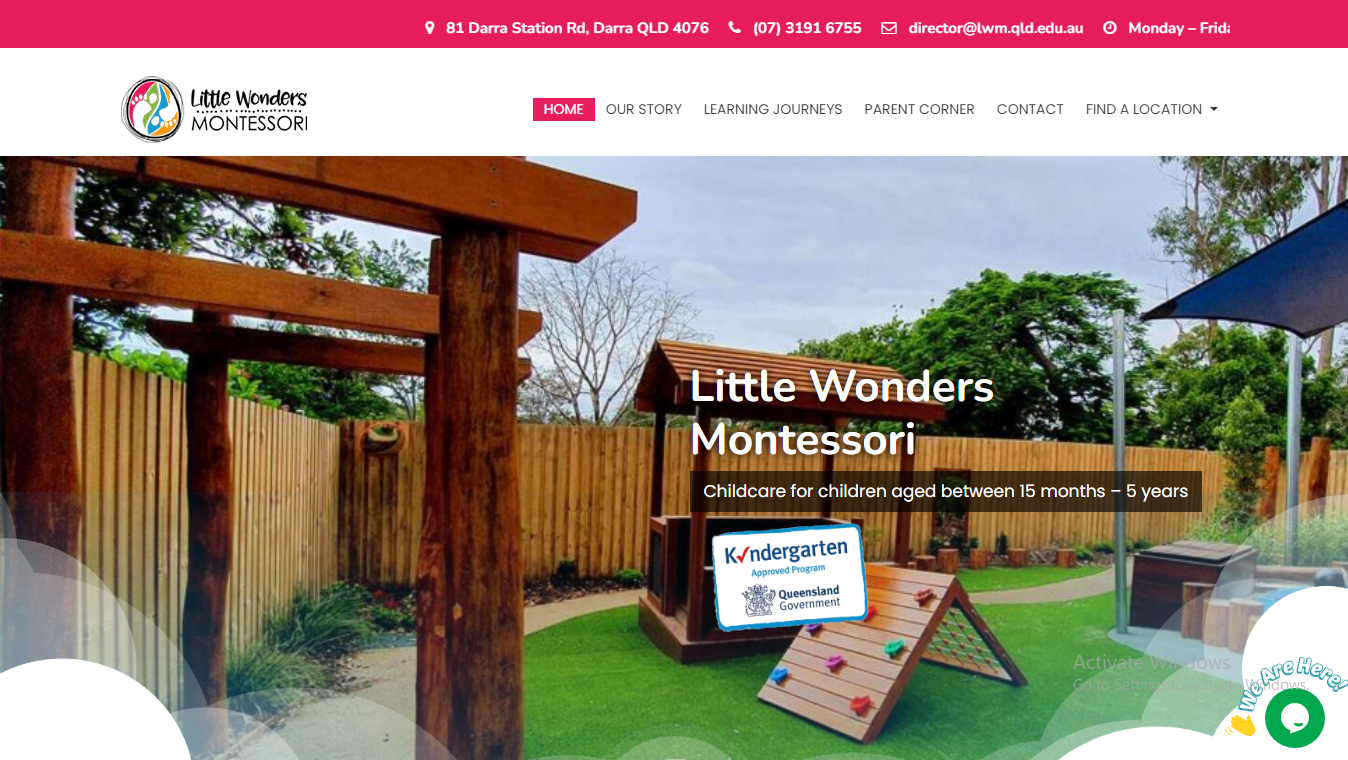 81 Darra Station Rd, Darra QLD 4076 (07) 3191 6755 director@lwm.qld.edu.au Monday –
Little Wonders
MONTESSORI
HOME OUR STORY LEARNING JOURNEYS PARENT CORNER CONTACT FIND A LOCATION
Little Wonders
Montessori
Childcare for children aged between 15 months – 5 years
Kindergarten
Approved Program
Queensland
Government
Activate Windows
Go to Settings to activate Windows.
We Are Here!